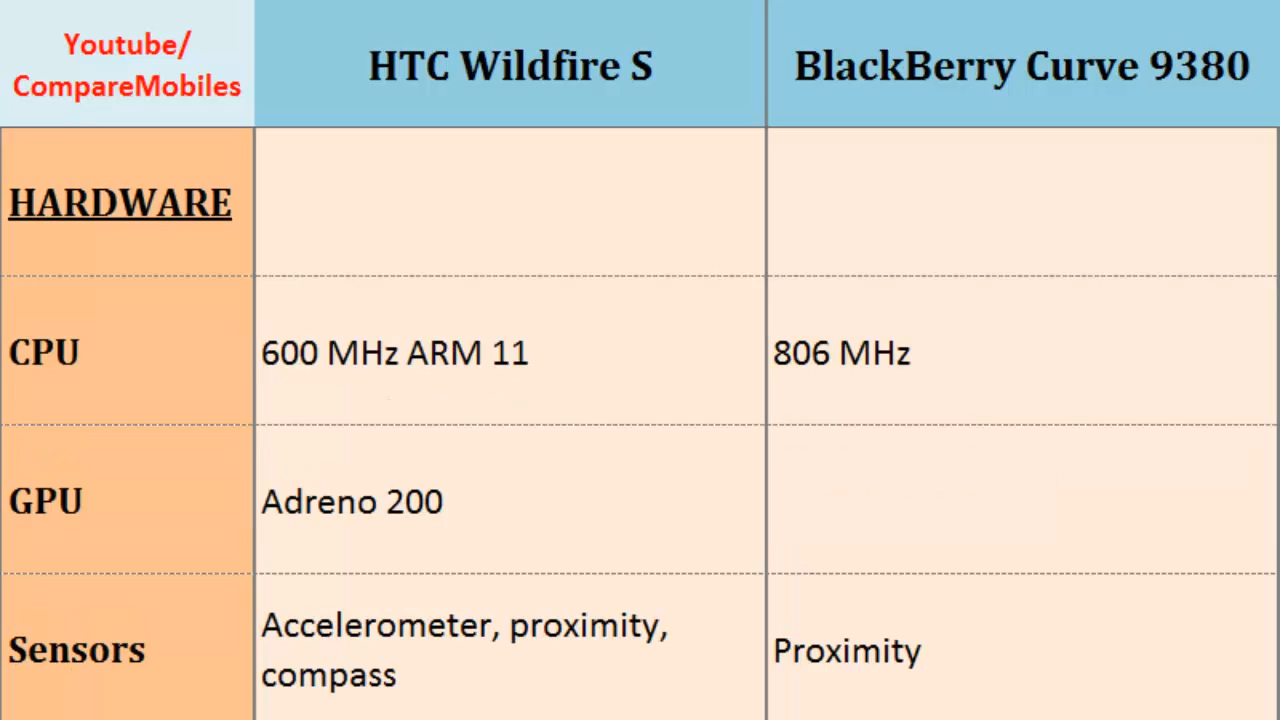 Youtube/
CompareMobiles
HTC Wildfire S
BlackBerry Curve 9380
HARDWARE
CPU
600 MHz ARM 11
806 MHz
GPU
Adreno 200
Sensors
Accelerometer, proximity,
compass
Proximity